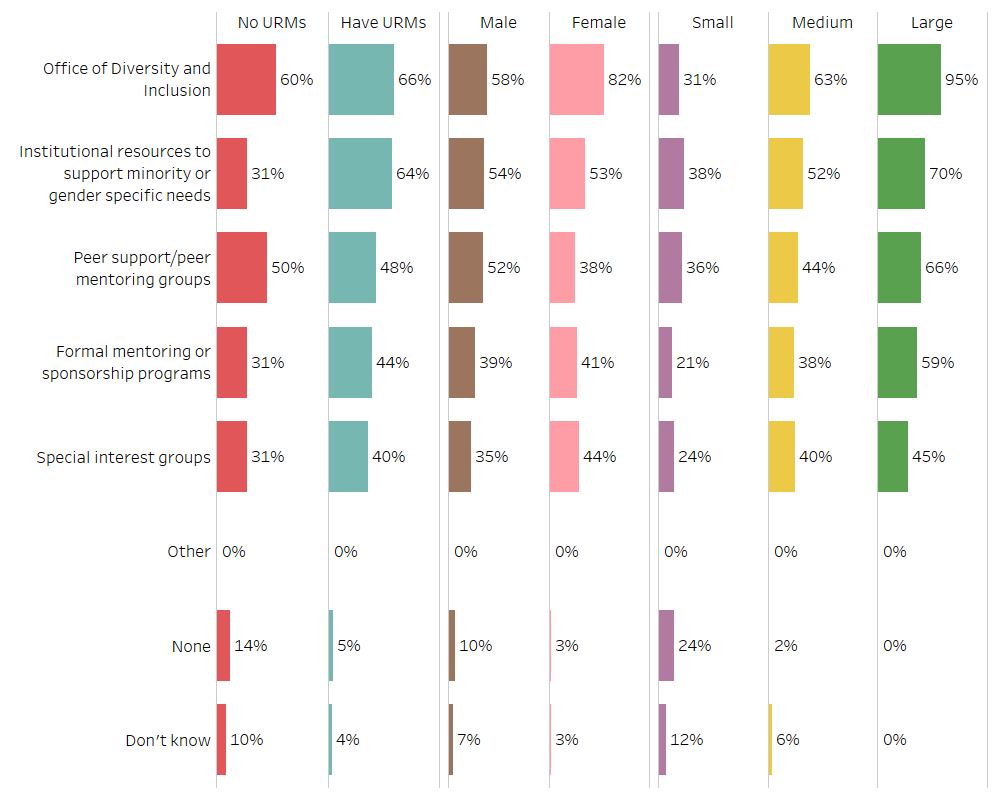 No URMs Have URMs Male Female Small Medium Large
Office of Diversity and
Inclusion
60% 66% 58% 82% 31% 63% 95%
Institutional resources to
support minority or
gender specific needs
31% 64% 54% 53% 38% 52% 70%
Peer support/peer
mentoring groups
50% 48% 52% 38% 36% 44% 66%
Formal mentoring or
sponsorship programs
31% 44% 39% 41% 21% 38% 59%
Special interest groups 31% 40% 35% 44% 24% 40% 45%
Other 0% 0% 0% 0% 0% 0% 0%
None 14% 5% 10% 3% 24% 2% 0%
Don't know 10% 4% 7% 3% 12% 6% 0%